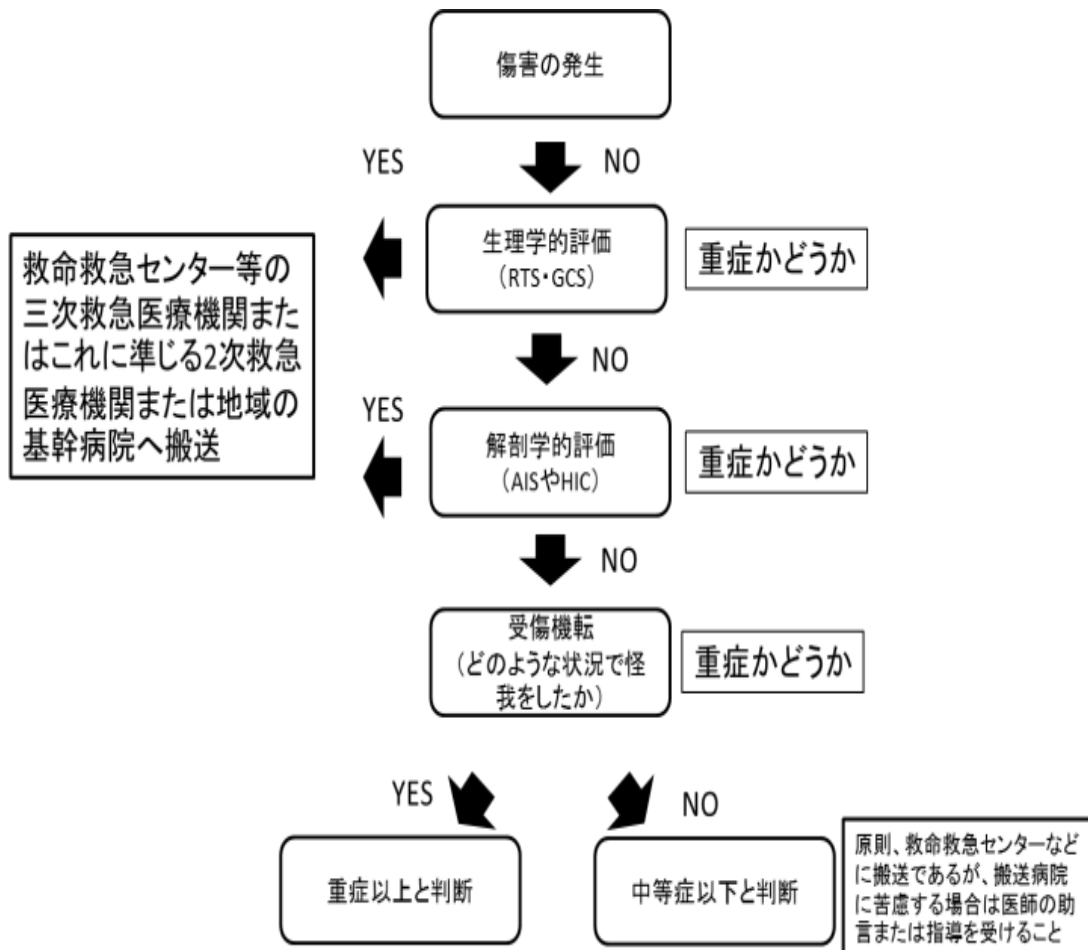 傷害の発生
YES
NO
生理学的評価
（RTS・GCS）
重症かどうか
救命救急センター等の
三次救急医療機関また
はこれに準じる2次救急
医療機関または地域の
基幹病院へ搬送
NO
YES
解剖学的評価
（AISやHIC）
重症かどうか
NO
受傷機転
（どのような状況で怪
我をしたか）
重症かどうか
YES
NO
重症以上と判断
中等症以下と判断
原則、救命救急センターなど
に搬送であるが、搬送病院
に苦慮する場合は医師の助
言または指導を受けること